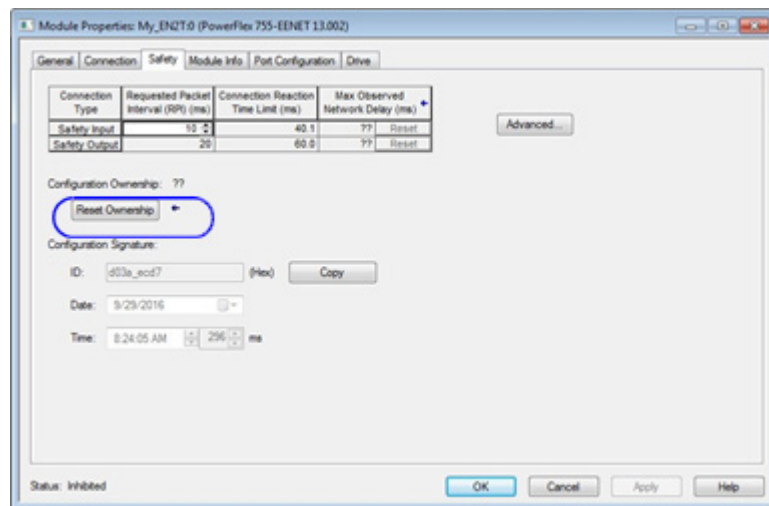 Module Properties: My_EN2T:0 (PowerFlex 755-EENET 13.002)
General Connection Safety Module Info Port Configuration Drive
Connection Type Requested Packet Interval (RPI) (ms) Connection Reaction Time Limit (ms) Max Observed Network Delay (ms)
Safety Input 10 40.1 ?? Reset
Safety Output 20 60.0 ?? Reset
Advanced...
Configuration Ownership: ??
Reset Ownership
Configuration Signature:
ID: d03a_ecd7 (Hex) Copy
Date: 9/29/2016
Time: 8:24:05 AM 296 ms
Status: Inhibited
OK Cancel Apply Help